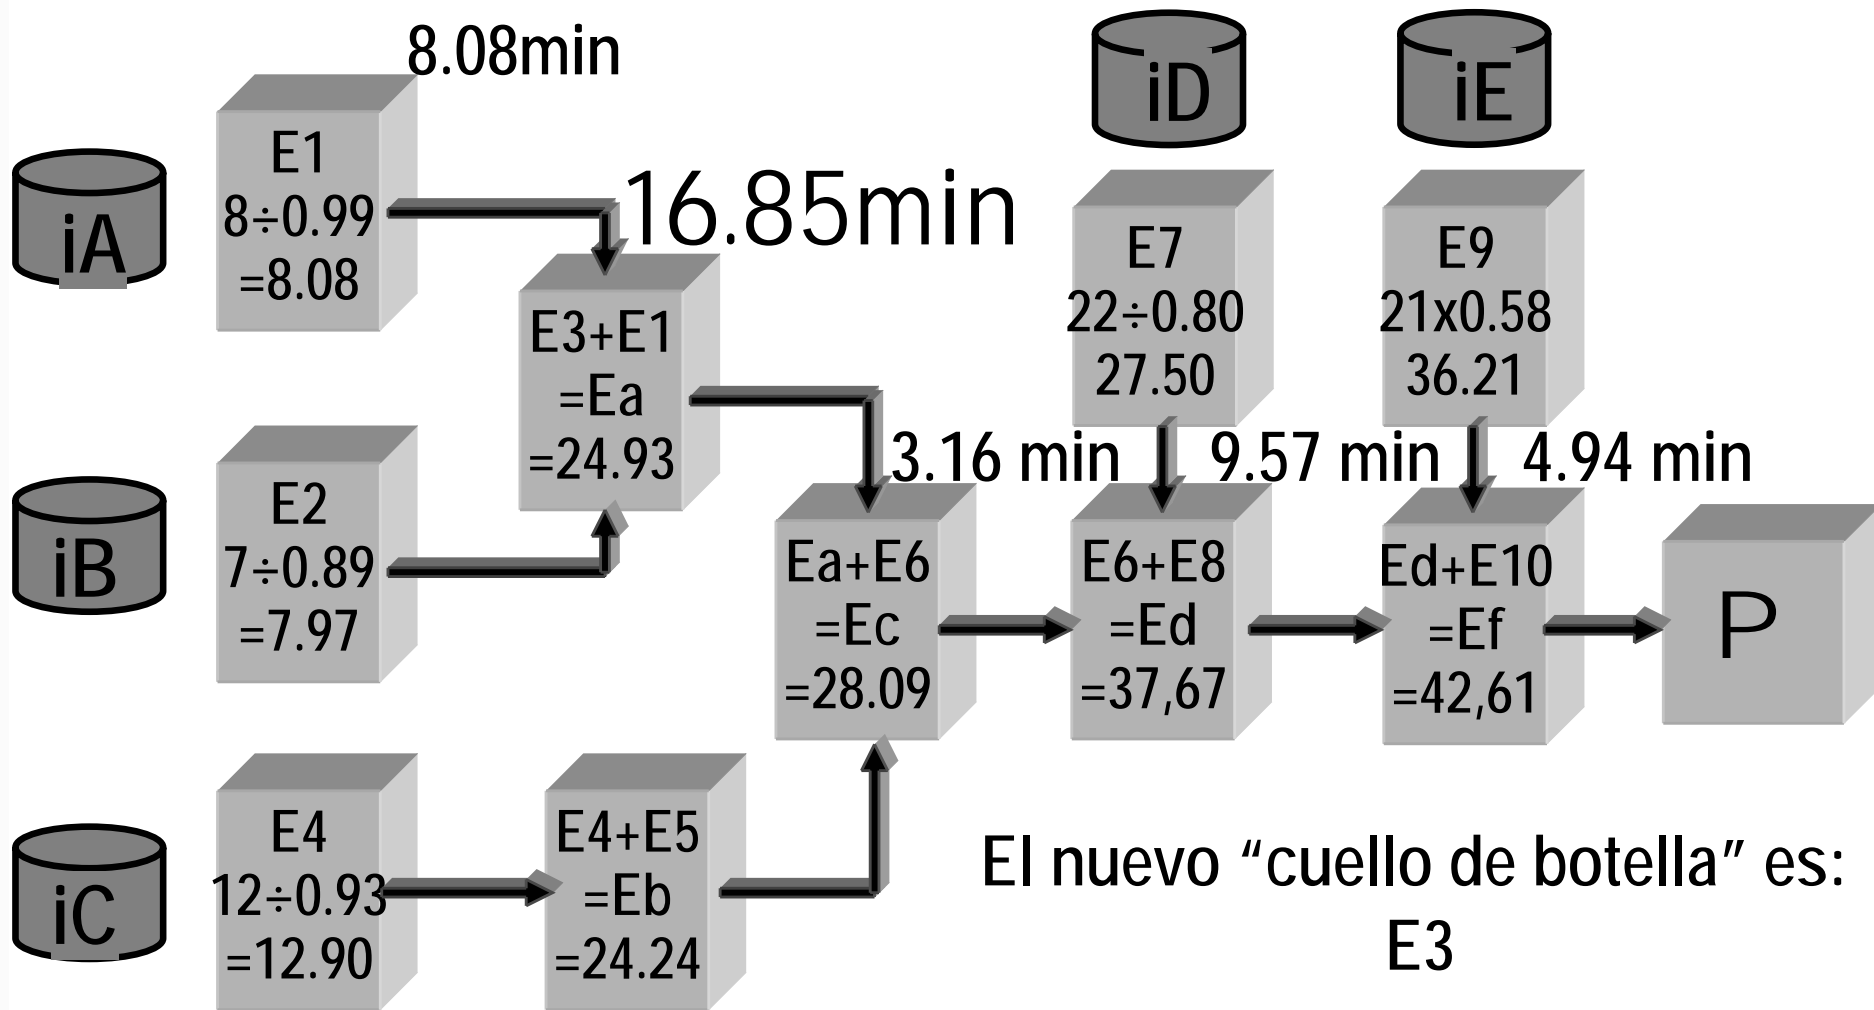 8.08min
iD
iE
iA
E1
8÷0.99
=8.08
16.85min
E7
22÷0.80
27.50
E9
21x0.58
36.21
E3+E1
=Ea
=24.93
iB
E2
7÷0.89
=7.97
3.16 min
9.57 min
4.94 min
Ea+E6
=Ec
=28.09
E6+E8
=Ed
=37,67
Ed+E10
=Ef
=42,61
P
iC
E4
12÷0.93
=12.90
E4+E5
=Eb
=24.24
El nuevo “cuello de botella” es:
E3